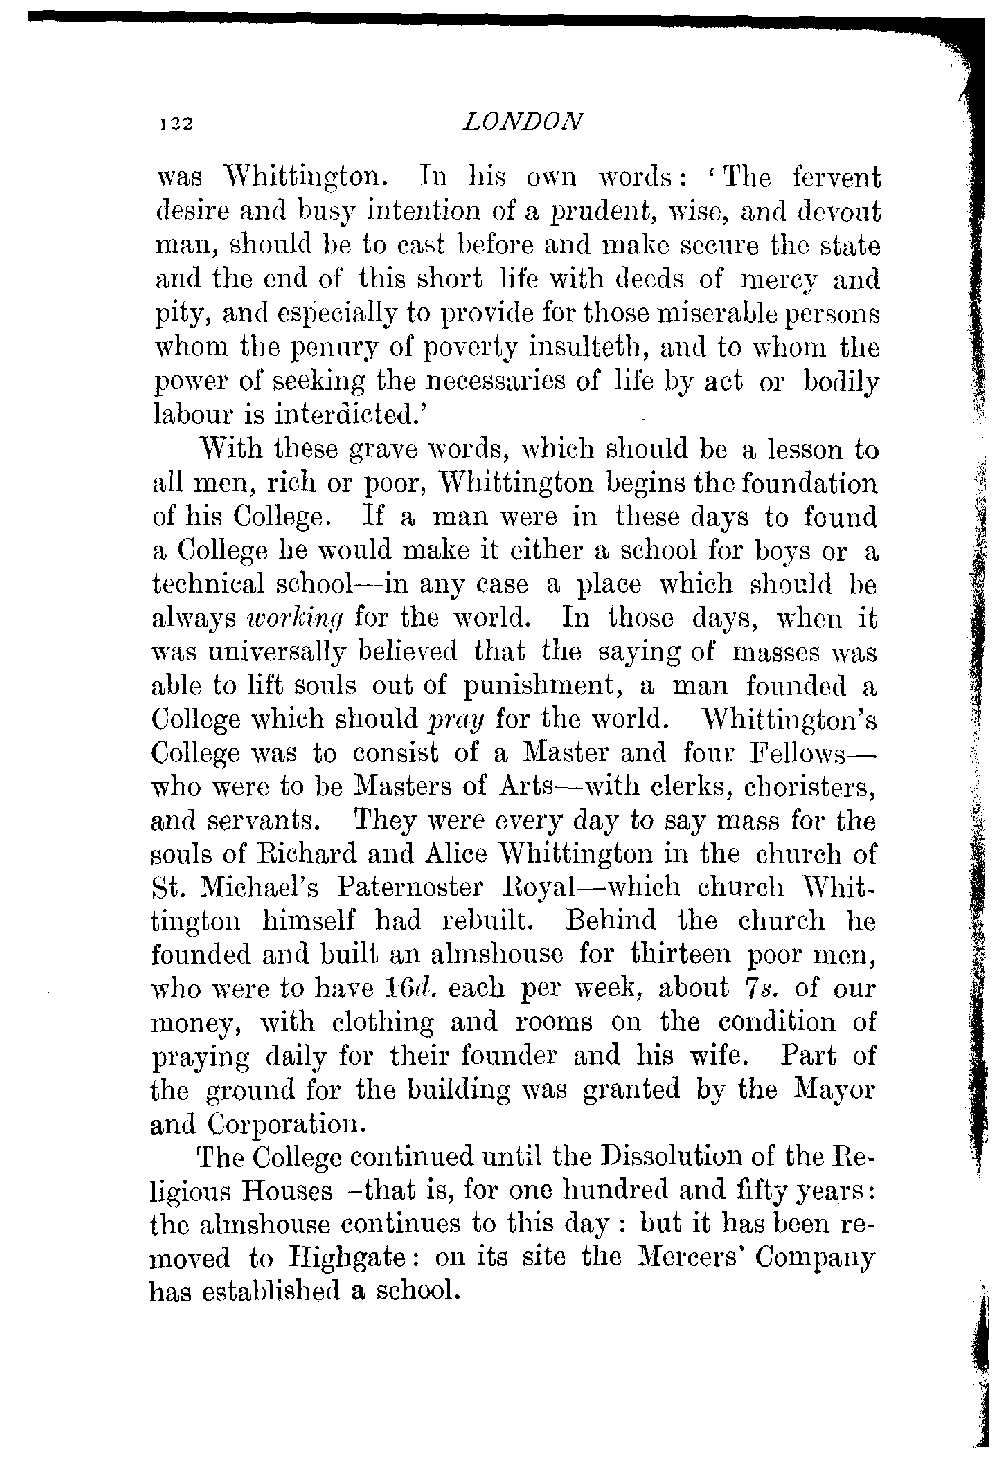 122 LONDON
was Whittington. In his own words: ‘The fervent
desire and busy intention of a prudent, wise, and devout
man, should be to cast before and make secure the state
and the end of this short life with deeds of mercy and
pity, and especially to provide for those miserable persons
whom the penury of poverty insulteth, and to whom the
power of seeking the necessaries of life by act or bodily
labour is interdicted.’
With these grave words, which should be a lesson to
all men, rich or poor, Whittington begins the foundation
of his College. If a man were in these days to found
a College he would make it either a school for boys or a
technical school—in any case a place which should be
always working for the world. In those days, when it
was universally believed that the saying of masses was
able to lift souls out of punishment, a man founded a
College which should pray for the world. Whittington’s
College was to consist of a Master and four Fellows—
who were to be Masters of Arts—with clerks, choristers,
and servants. They were every day to say mass for the
souls of Richard and Alice Whittington in the church of
St. Michael’s Paternoster Royal—which church Whit-
tington himself had rebuilt. Behind the church he
founded and built an almshouse for thirteen poor men,
who were to have 16d. each per week, about 7s. of our
money, with clothing and rooms on the condition of
praying daily for their founder and his wife. Part of
the ground for the building was granted by the Mayor
and Corporation.
The College continued until the Dissolution of the Re-
ligious Houses –that is, for one hundred and fifty years:
the almshouse continues to this day: but it has been re-
moved to Highgate: on its site the Mercers’ Company
has established a school.